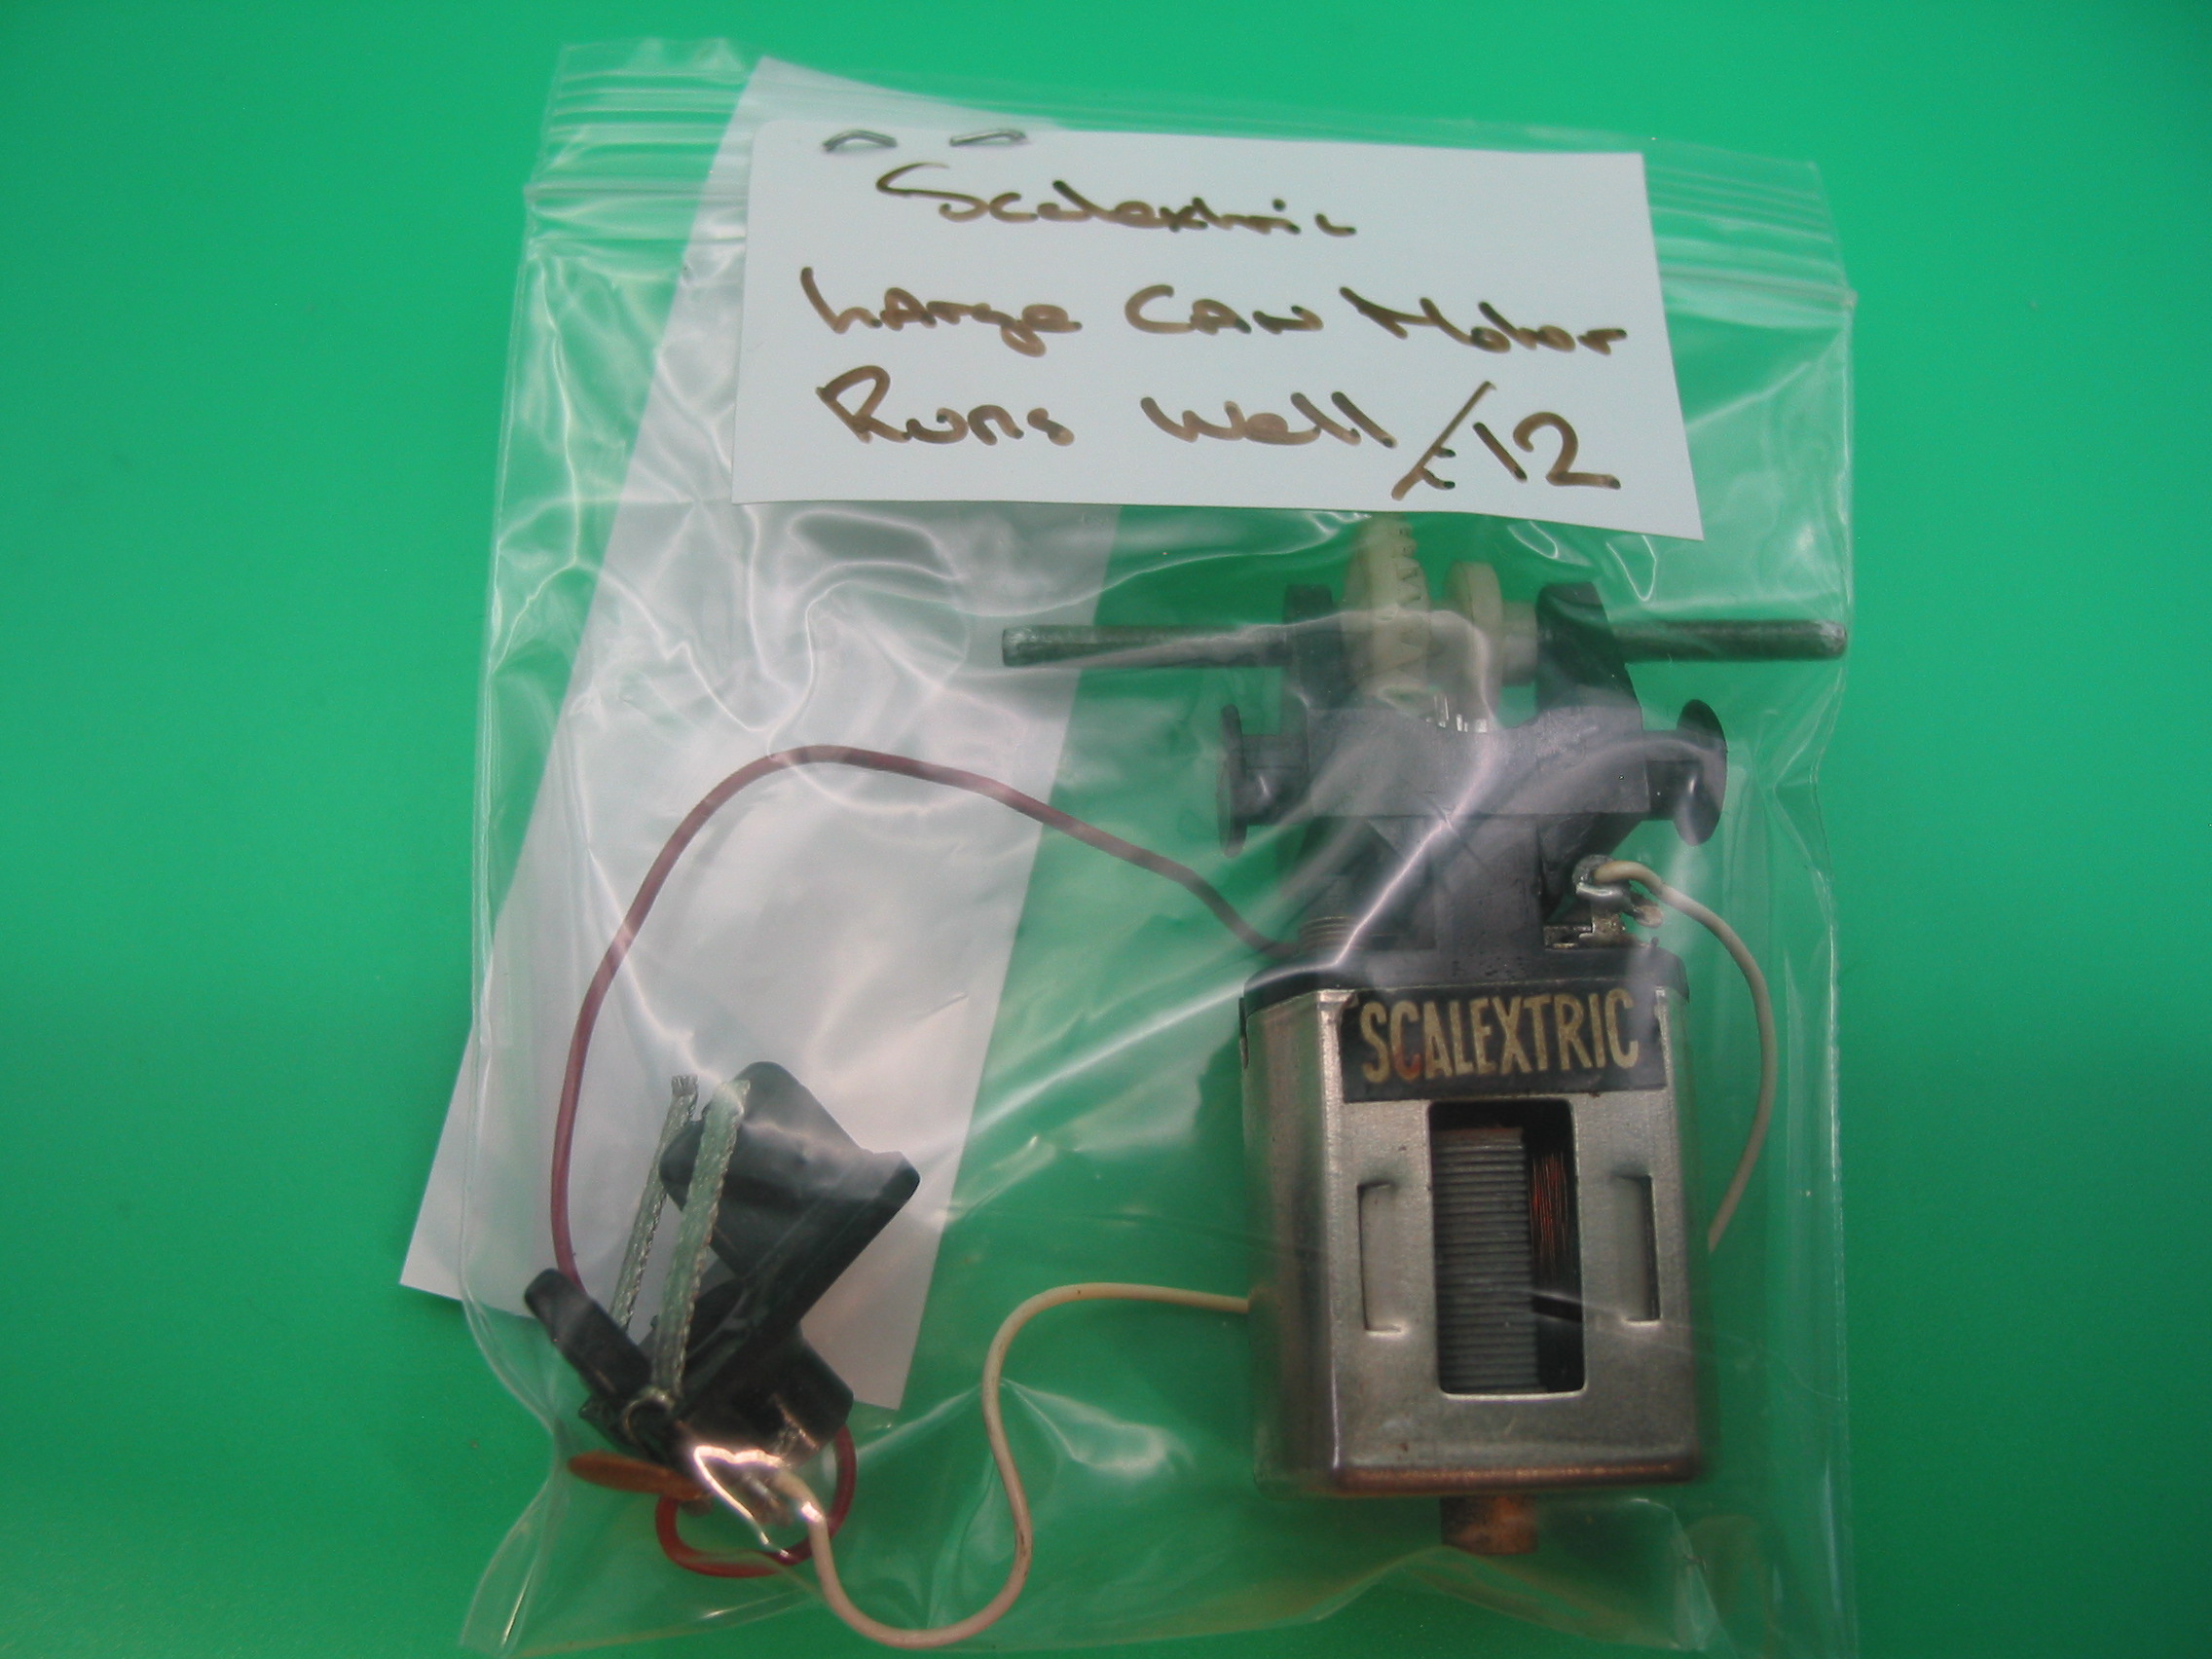 Scalextric
Large Can Motor
Runs Well £12
SCALEXTRIC